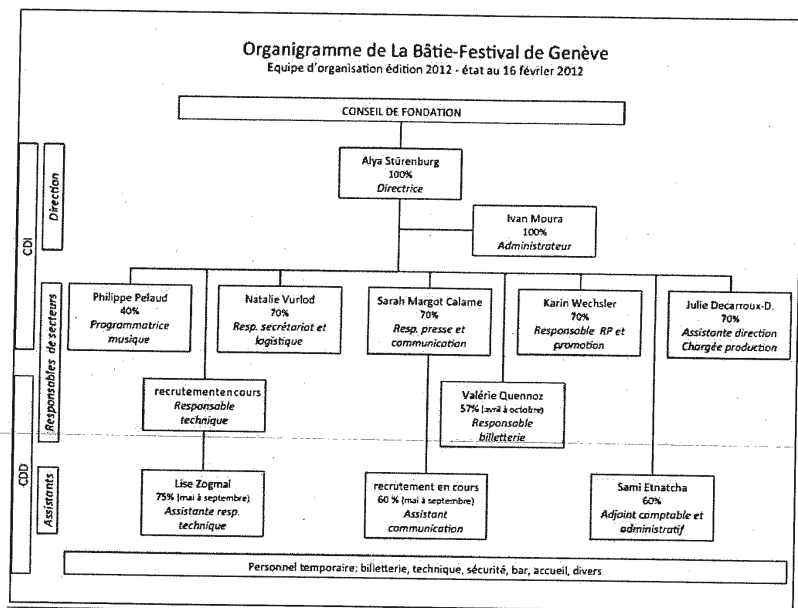 Organigramme de La Bâtie-Festival de Genève
Equipe d'organisation édition 2012 - état au 16 février 2012
CONSEIL DE FONDATION
Alya Stürenburg
100%
Directrice
Ivan Moura
100%
Administrateur
CDI
Direction
Philippe Pelaud
40%
Programmatrice
musique
Natalie Vurlod
70%
Resp. secrétariat et
logistique
Sarah Margot Calame
70%
Resp. presse et
communication
Karin Wechsler
70%
Responsable RP et
promotion
Julie Decarroux-D.
70%
Assistante direction
Chargée production
Responsables de secteurs
recrutement en cours
Responsable
technique
Valérie Quennoz
57% (avril à octobre)
Responsable
billetterie
CDD
Assistants
Lise Zogmal
75% (mai à septembre)
Assistante resp.
technique
recrutement en cours
60 % (mai à septembre)
Assistant
communication
Sami Etnatcha
60%
Adjoint comptable et
administratif
Personnel temporaire: billetterie, technique, sécurité, bar, accueil, divers